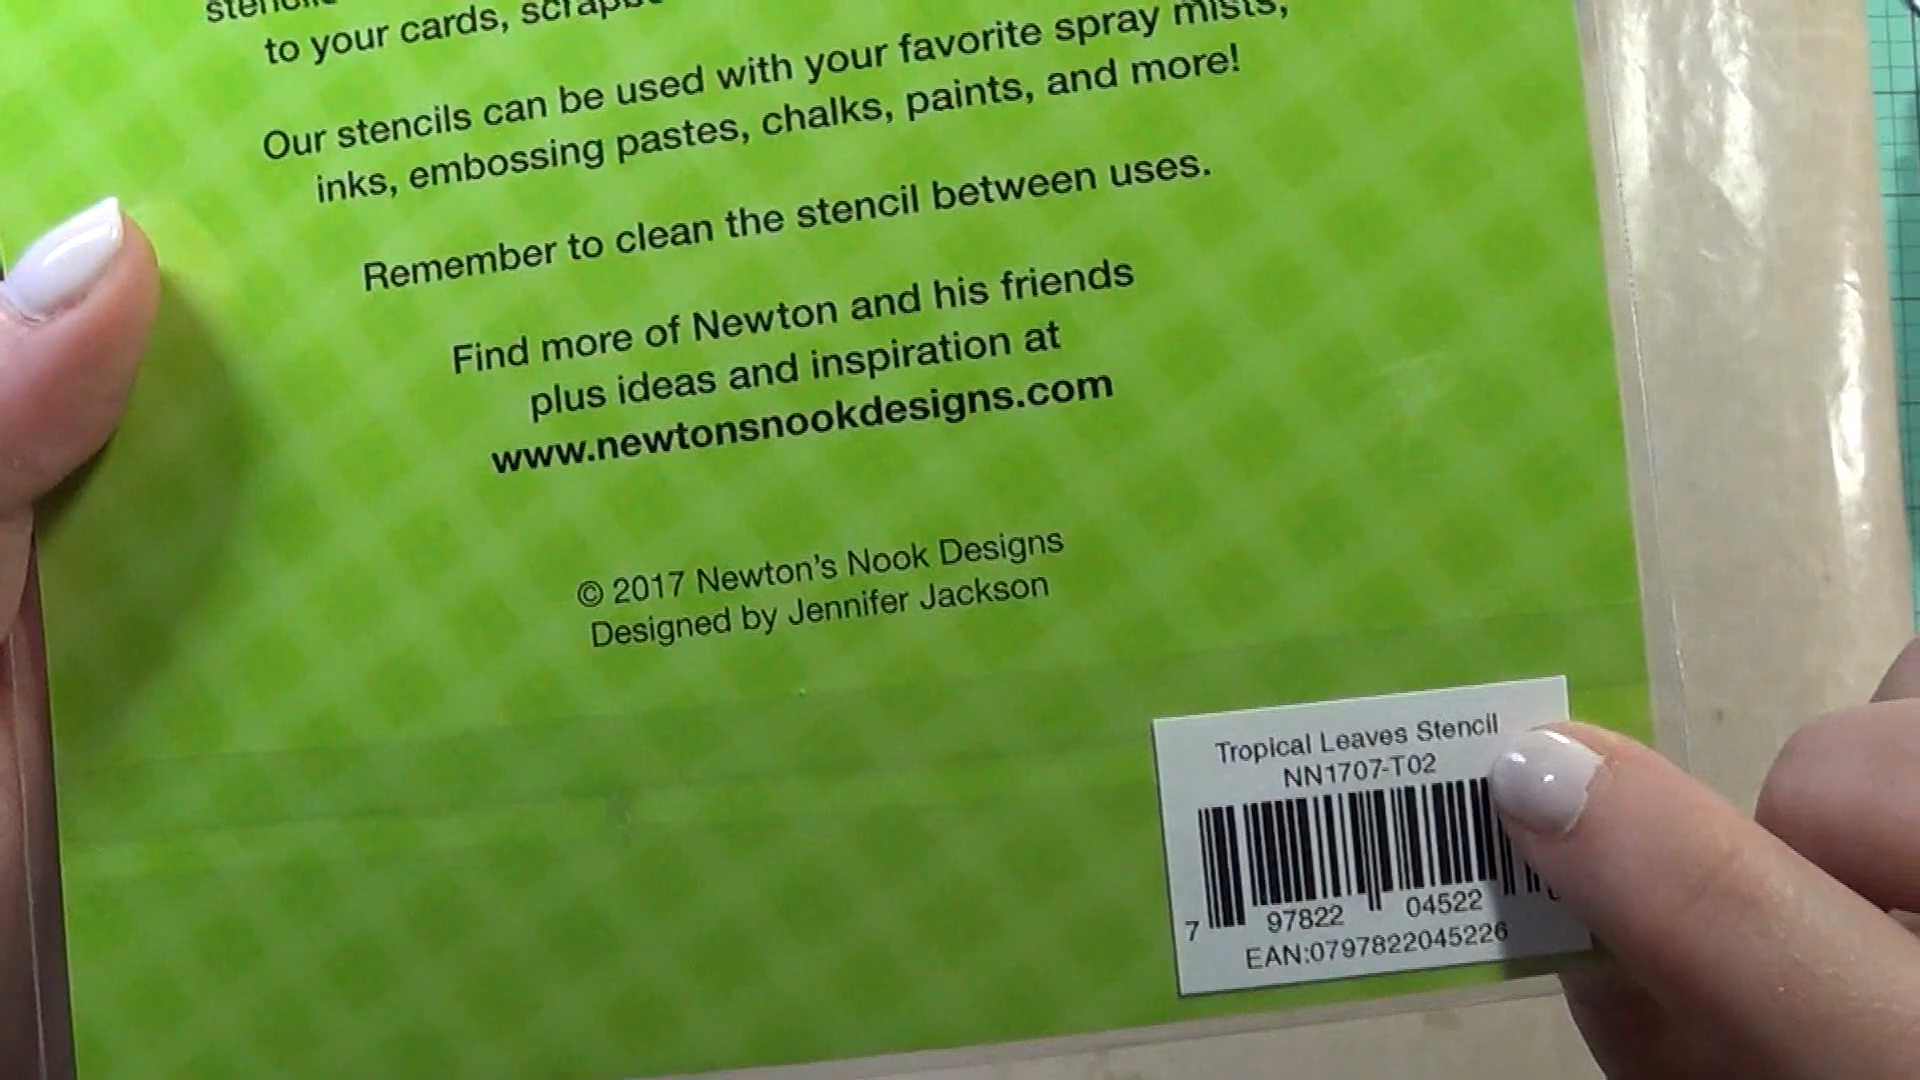 to your cards,
Our stencils can be used with your favorite spray mists,
inks, embossing pastes, chalks, paints, and more!
Remember to clean the stencil between uses.
Find more of Newton and his friends
plus ideas and inspiration at
www.newtonsnookdesigns.com
© 2017 Newton's Nook Designs
Designed by Jennifer Jackson
Tropical Leaves Stencil
NN1707-T02
7 97822 04522
EAN:0797822045226